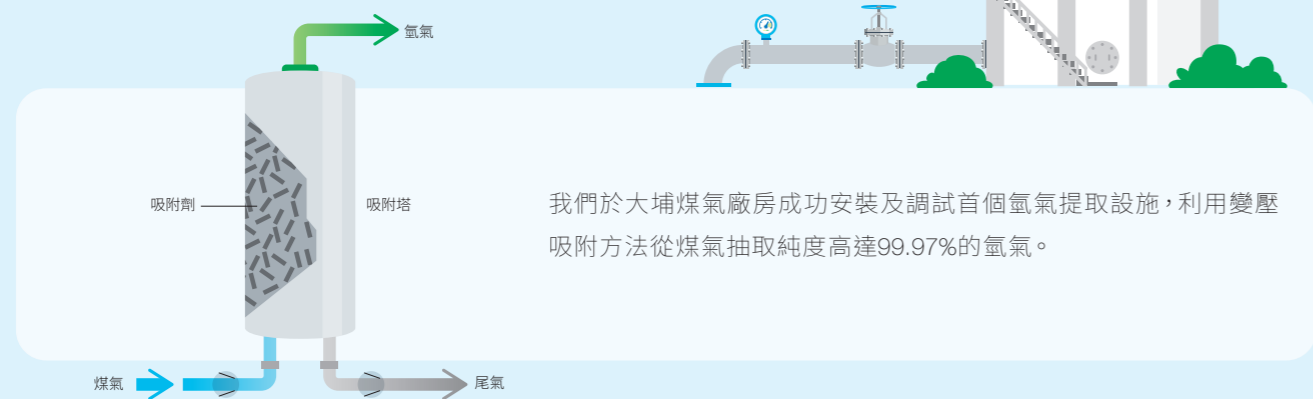 氫氣
吸附劑
吸附塔
我們於大埔煤氣廠房成功安裝及調試首個氫氣提取設施，利用變壓
吸附方法從煤氣抽取純度高達99.97%的氫氣。
煤氣
尾氣